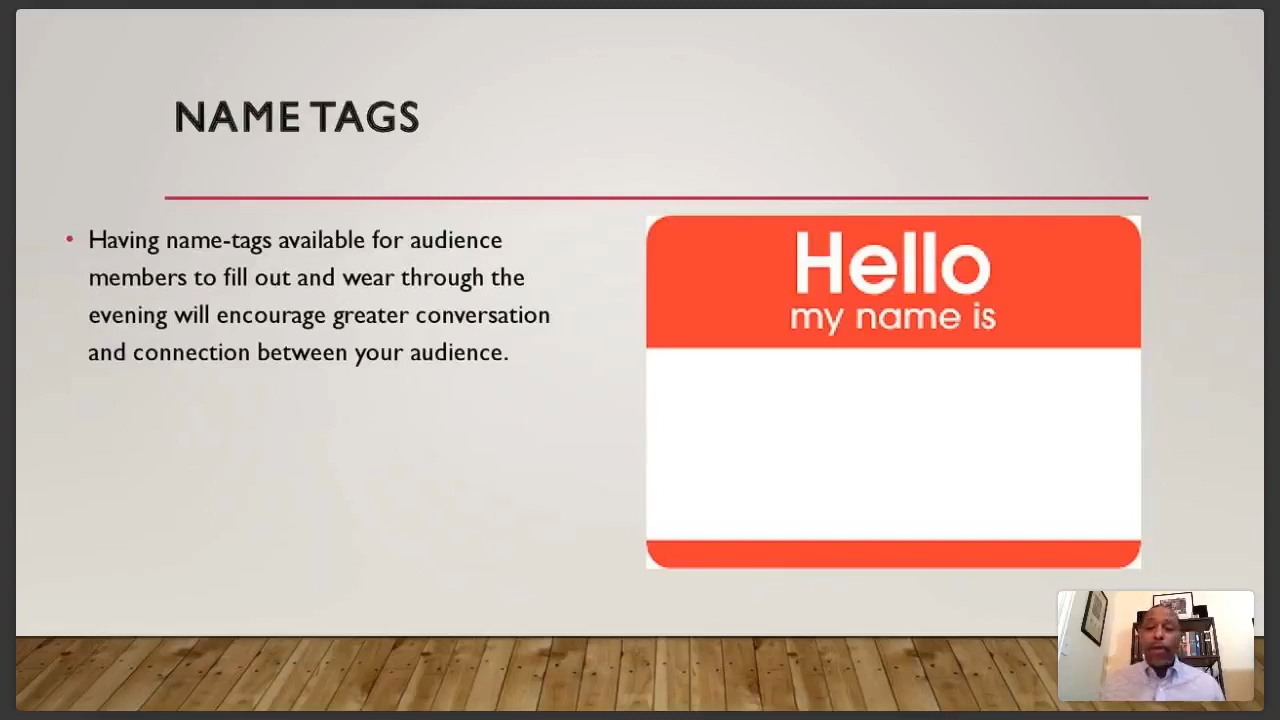 NAME TAGS
• Having name-tags available for audience
members to fill out and wear through the
evening will encourage greater conversation
and connection between your audience.
Hello
my name is